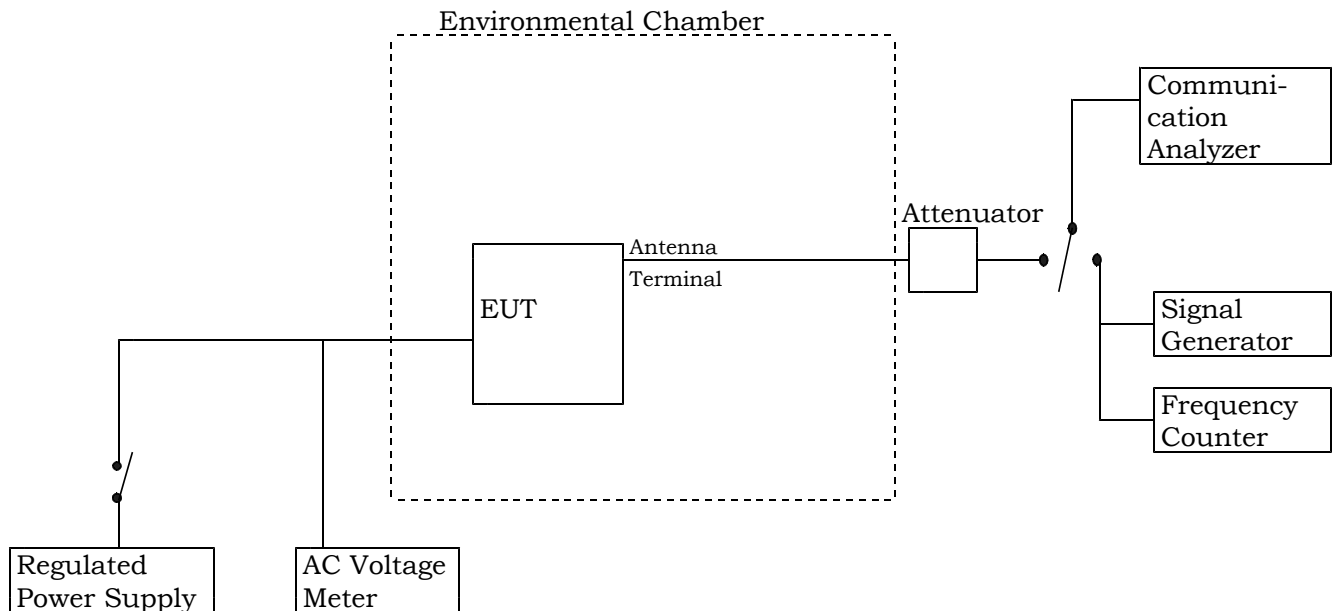 Environmental Chamber
Communi-
cation
Analyzer
Attenuator
Antenna
Terminal
EUT
Signal
Generator
Frequency
Counter
Regulated
Power Supply
AC Voltage
Meter